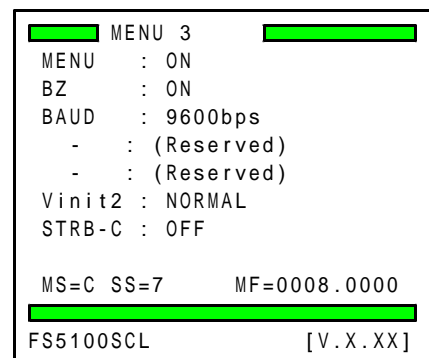 MENU 3
MENU : ON
BZ : ON
BAUD : 9600bps
- : (Reserved)
- : (Reserved)
Vinit2 : NORMAL
STRB-C : OFF
MS=C SS=7 MF=0008.0000
FS5100SCL [V.X.XX]